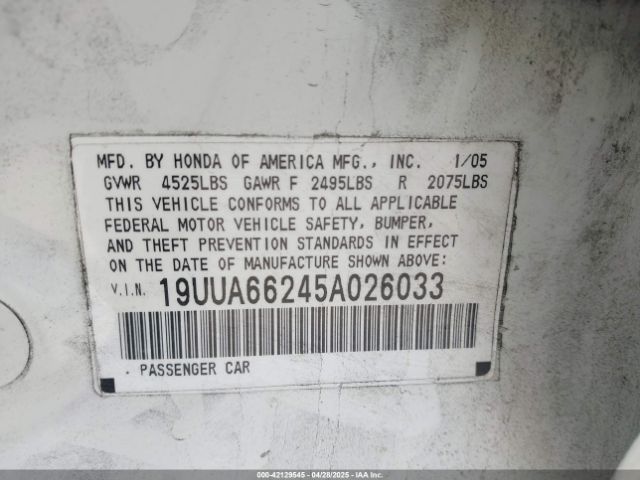 MFD. BY HONDA OF AMERICA MFG., INC. 1/05
GVWR 4525LBS GAWR F 2495LBS R 2075LBS
THIS VEHICLE CONFORMS TO ALL APPLICABLE
FEDERAL MOTOR VEHICLE SAFETY, BUMPER,
AND THEFT PREVENTION STANDARDS IN EFFECT
ON THE DATE OF MANUFACTURE SHOWN ABOVE:
V.I.N. 19UUA66245A026033
. PASSENGER CAR
000-42129545 - 04/28/2025 - IAA Inc.